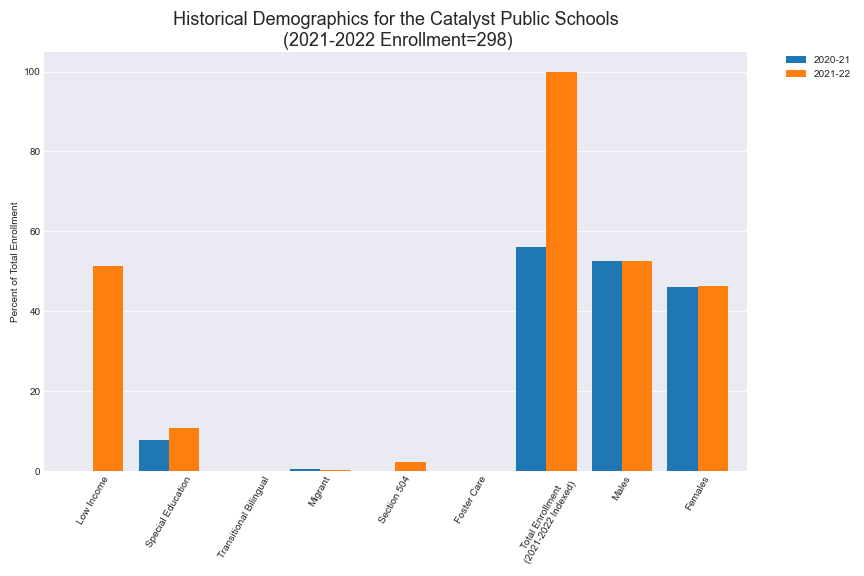 Historical Demographics for the Catalyst Public Schools
(2021-2022 Enrollment=298)
2020-21
2021-22
Percent of Total Enrollment
100
80
60
40
20
0
Low Income
Special Education
Transitional Bilingual
Migrant
Section 504
Foster Care
Total Enrollment
(2021-2022 Indexed)
Males
Females